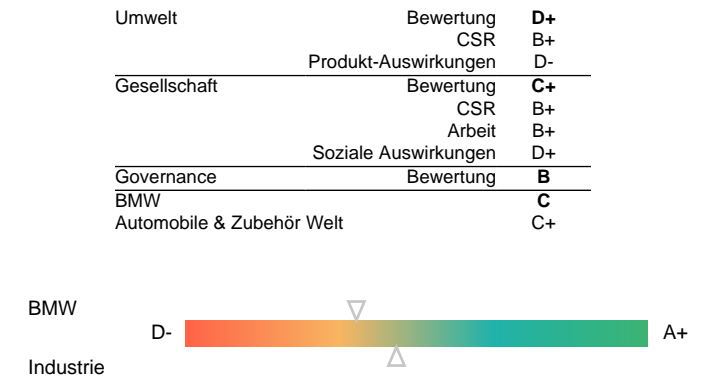 Umwelt Bewertung D+
CSR B+
Produkt-Auswirkungen D-
Gesellschaft Bewertung C+
CSR B+
Arbeit B+
Soziale Auswirkungen D+
Governance Bewertung B
BMW C
Automobile & Zubehör Welt C+
BMW
D- A+
Industrie